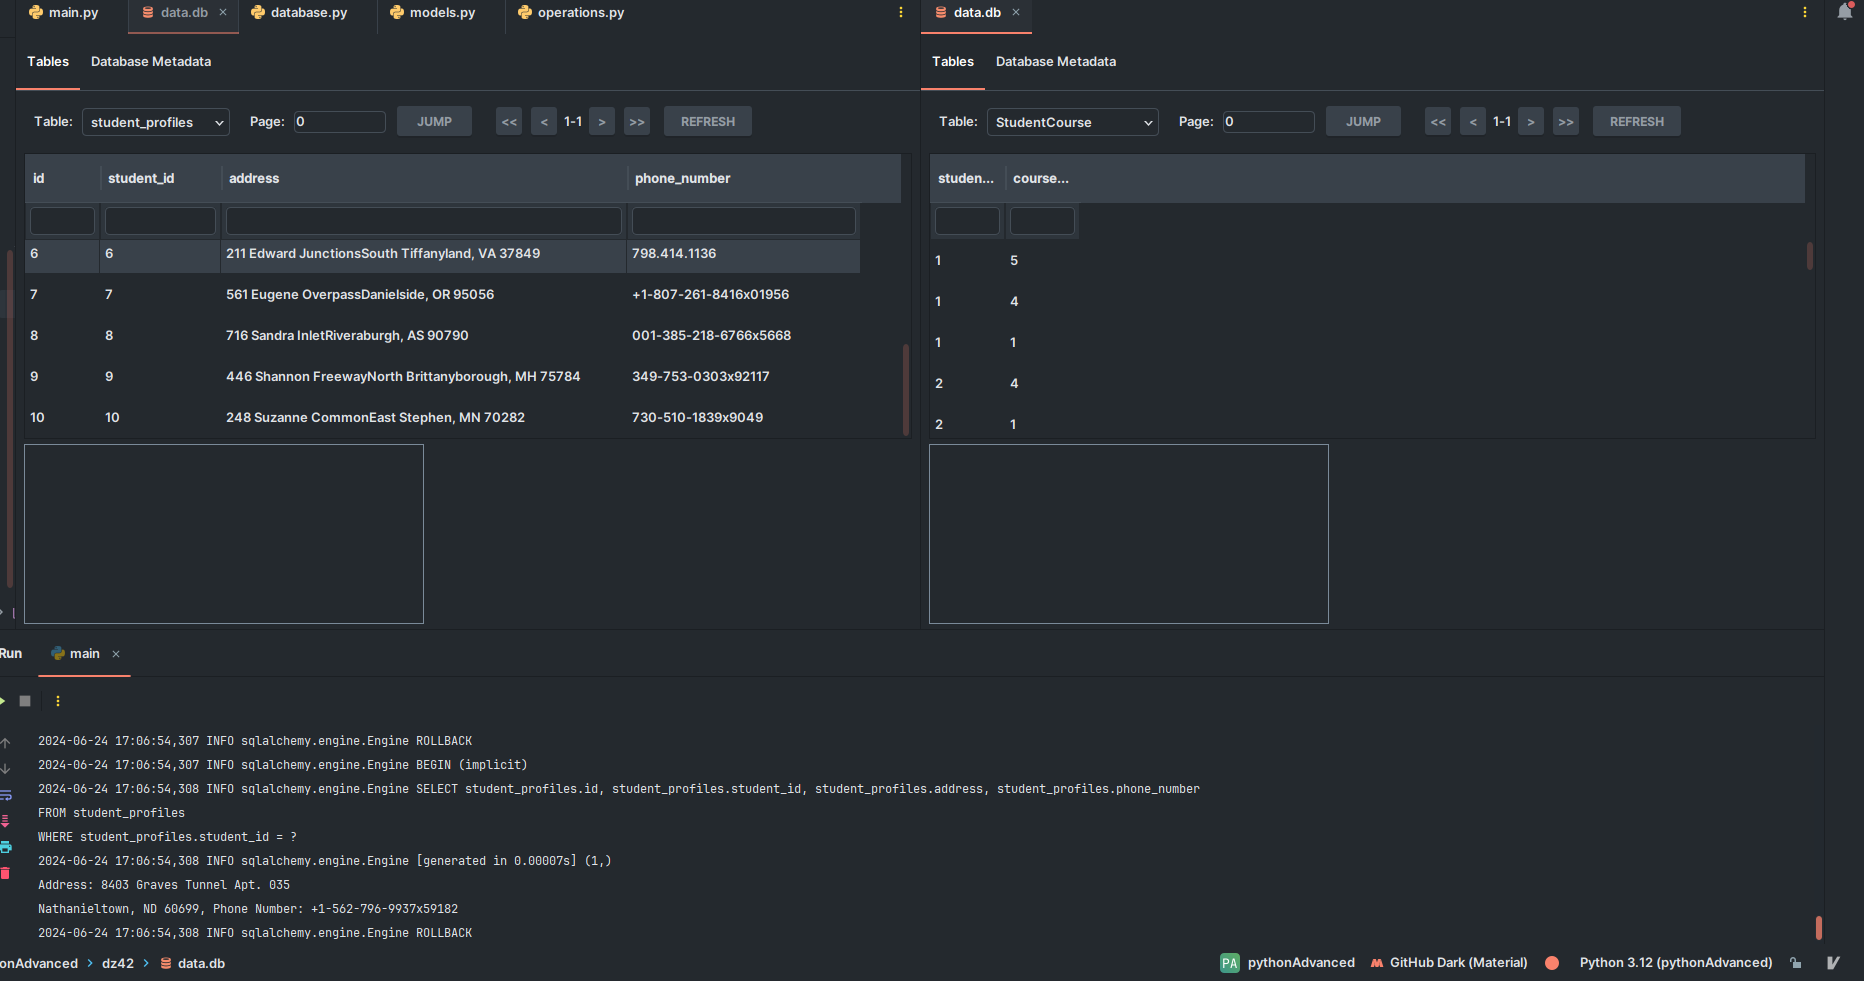 main.py data.db × database.py models.py operations.py
Tables Database Metadata
Table: student_profiles Page: 0 JUMP << < 1-1 > >> REFRESH
id student_id address phone_number
6 6 211 Edward JunctionsSouth Tiffanyland, VA 37849 798.414.1136
7 7 561 Eugene OverpassDanielside, OR 95056 +1-807-261-8416x01956
8 8 716 Sandra InletRiveraburgh, AS 90790 001-385-218-6766x5668
9 9 446 Shannon FreewayNorth Brittanyborough, MH 75784 349-753-0303x92117
10 10 248 Suzanne CommonEast Stephen, MN 70282 730-510-1839x9049
data.db ×
Tables Database Metadata
Table: StudentCourse Page: 0 JUMP << < 1-1 > >> REFRESH
studen... course...
1 5
1 4
1 1
2 4
2 1
Run main ×
2024-06-24 17:06:54,307 INFO sqlalchemy.engine.Engine ROLLBACK
2024-06-24 17:06:54,307 INFO sqlalchemy.engine.Engine BEGIN (implicit)
2024-06-24 17:06:54,308 INFO sqlalchemy.engine.Engine SELECT student_profiles.id, student_profiles.student_id, student_profiles.address, student_profiles.phone_number
FROM student_profiles
WHERE student_profiles.student_id = ?
2024-06-24 17:06:54,308 INFO sqlalchemy.engine.Engine [generated in 0.00007s] (1,)
Address: 8403 Graves Tunnel Apt. 035
Nathanieltown, ND 60699, Phone Number: +1-562-796-9937x59182
2024-06-24 17:06:54,308 INFO sqlalchemy.engine.Engine ROLLBACK
onAdvanced > dz42 > data.db PA pythonAdvanced GitHub Dark (Material) Python 3.12 (pythonAdvanced)